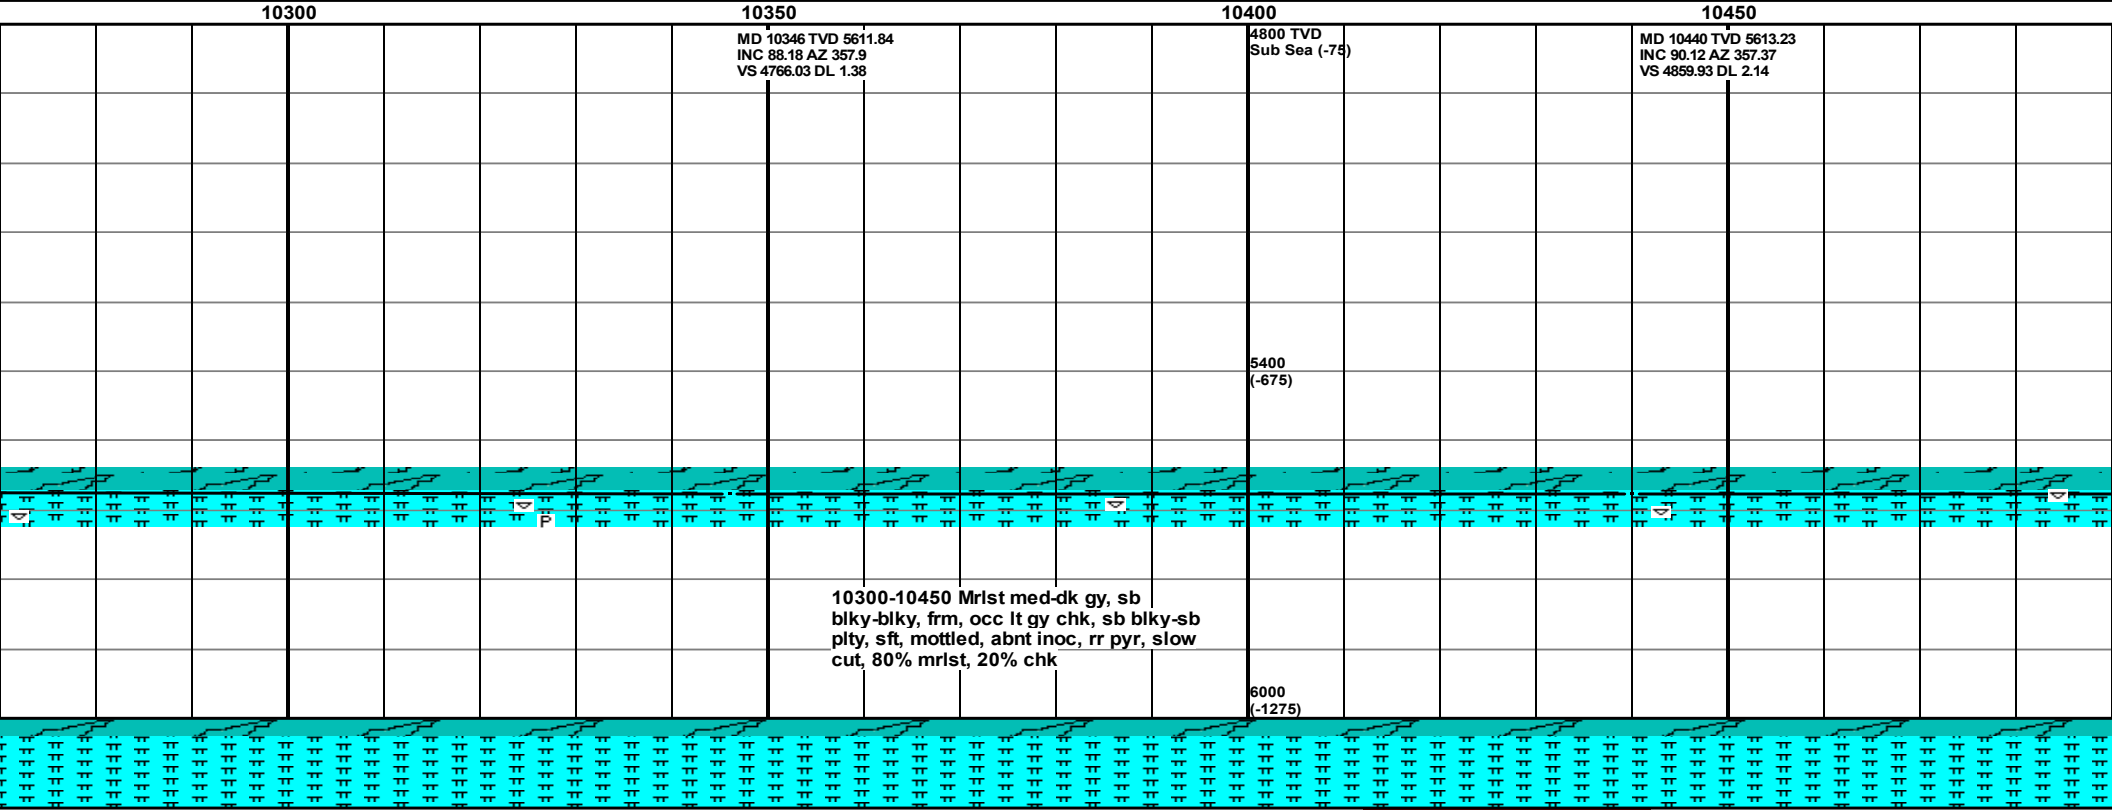 10300 10350 10400 10450
MD 10346 TVD 5611.84
INC 88.18 AZ 357.9
VS 4766.03 DL 1.38
4800 TVD
Sub Sea (-75)
MD 10440 TVD 5613.23
INC 90.12 AZ 357.37
VS 4859.93 DL 2.14
5400
(-675)
P
10300-10450 Mrlst med-dk gy, sb
blky-blky, frm, occ lt gy chk, sb blky-sb
plty, sft, mottled, abnt inoc, rr pyr, slow
cut, 80% mrlst, 20% chk
6000
(-1275)